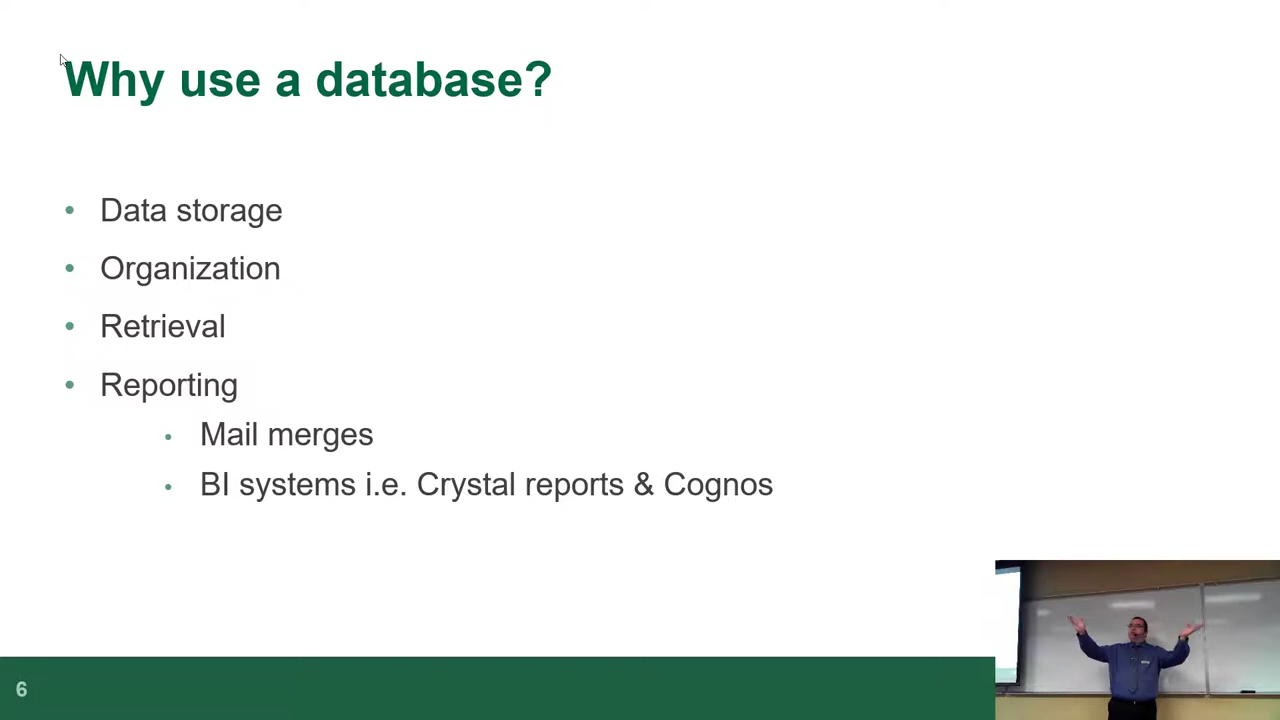 Why use a database?
• Data storage
• Organization
• Retrieval
• Reporting
• Mail merges
• BI systems i.e. Crystal reports & Cognos
6